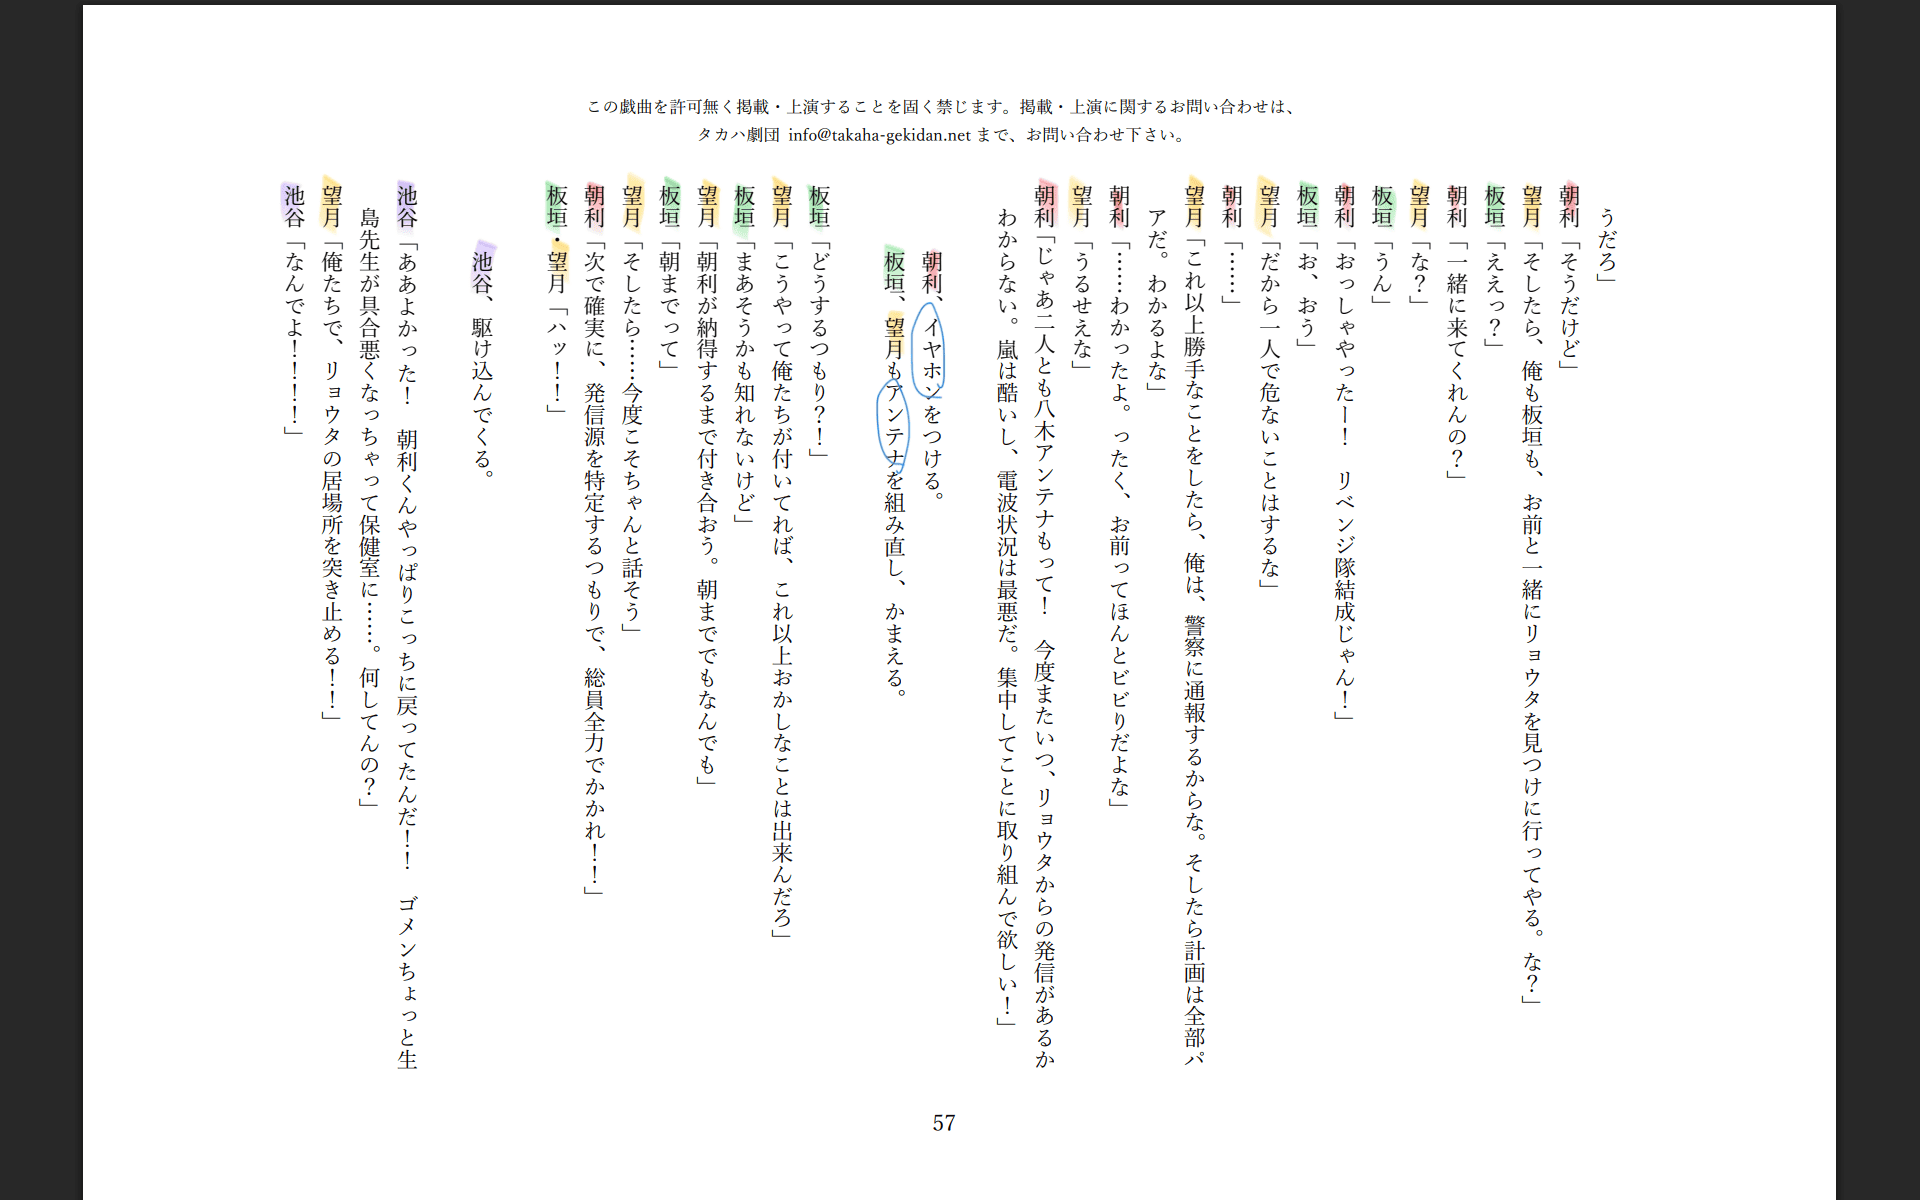 この戯曲を許可無く掲載・上演することを固く禁じます。掲載・上演に関するお問い合わせは、
タカハ劇団 info@takaha-gekidan.net まで、お問い合わせ下さい。
うだろ」
朝利「そうだけど」
望月「そしたら、俺も板垣も、お前と一緒にリョウタを見つけに行ってやる。な？」
板垣「ええっ？」
朝利「一緒に来てくれんの？」
望月「な？」
板垣「うん」
朝利「おっしゃやったー！　リベンジ隊結成じゃん！」
板垣「お、おう」
望月「だから一人で危ないことはするな」
朝利「……」
望月「これ以上勝手なことをしたら、俺は、警察に通報するからな。そしたら計画は全部パ
アだ。わかるよな」
朝利「……わかったよ。ったく、お前ってほんとビビりだよな」
望月「うるせえな」
朝利「じゃあ二人とも八木アンテナもって！　今度またいつ、リョウタからの発信があるか
わからない。嵐は酷いし、電波状況は最悪だ。集中してことに取り組んで欲しい！」
朝利、イヤホンをつける。
板垣、望月もアンテナを組み直し、かまえる。
板垣「どうするつもり？！」
望月「こうやって俺たちが付いてれば、これ以上おかしなことは出来んだろ」
板垣「まあそうかも知れないけど」
望月「朝利が納得するまで付き合おう。朝まででもなんでも」
板垣「朝までって」
望月「そしたら……今度こそちゃんと話そう」
朝利「次で確実に、発信源を特定するつもりで、総員全力でかかれ！！」
板垣・望月「ハッ！！」
池谷、駆け込んでくる。
池谷「ああよかった！　朝利くんやっぱりこっちに戻ってたんだ！！　ゴメンちょっと生
島先生が具合悪くなっちゃって保健室に……。何してんの？」
望月「俺たちで、リョウタの居場所を突き止める！！」
池谷「なんでよ！！！！」
57